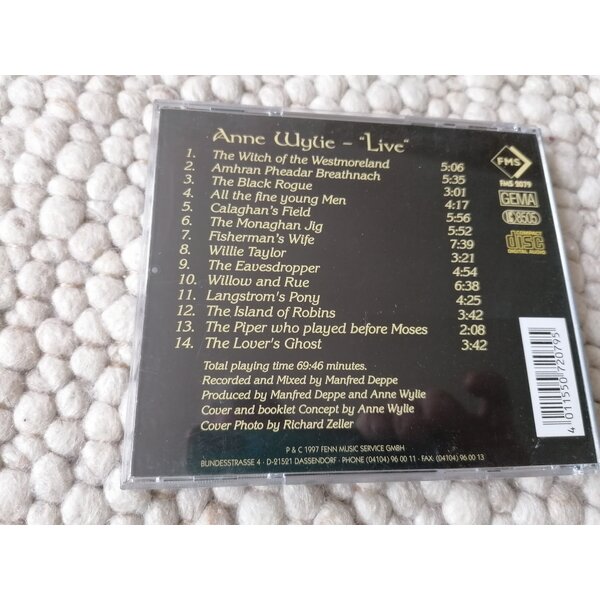 Anne Wylie – "Live"
1. The Witch of the Westmoreland 5:06
2. Amhran Pheadar Breathnach 5:35
3. The Black Rogue 3:01
4. All the fine young Men 4:17
5. Calaghan's Field 5:56
6. The Monaghan Jig 5:52
7. Fisherman's Wife 7:39
8. Willie Taylor 3:21
9. The Eavesdropper 4:54
10. Willow and Rue 6:38
11. Langstrom's Pony 4:25
12. The Island of Robins 3:42
13. The Piper who played before Moses 2:08
14. The Lover's Ghost 3:42
FMS
FMS 2079
GEMA
LC 8505
COMPACT
disc
DIGITAL AUDIO
Total playing time 69:46 minutes.
Recorded and Mixed by Manfred Deppe
Produced by Manfred Deppe and Anne Wylie
Cover and booklet Concept by Anne Wylie
Cover Photo by Richard Zeller
P & C 1997 FENN MUSIC SERVICE GMBH
BUNDESSTRASSE 4 · D-21521 DASSENDORF · PHONE (04104) 96 00 11 · FAX: (04104) 96 00 13
4 011550 720795